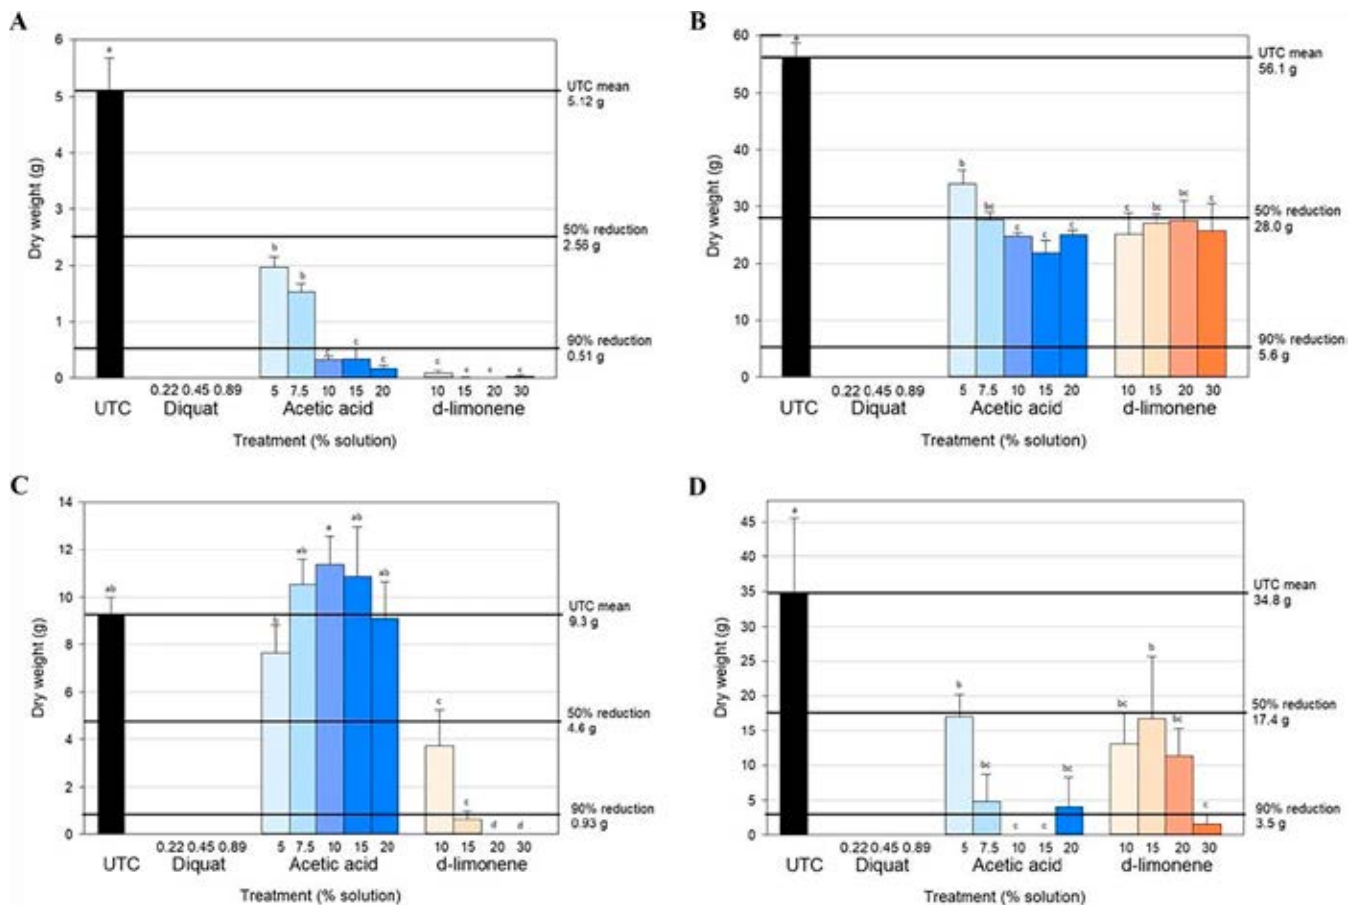 A
6
5
4
3
2
1
0
Dry weight (g)
a
b
b
c
c
c
c
c
c
c
UTC mean
5.12 g
50% reduction
2.56 g
90% reduction
0.51 g
0.22 0.45 0.89 5 7.5 10 15 20 10 15 20 30
UTC Diquat Acetic acid d-limonene
Treatment (% solution)
B
60
50
40
30
20
10
0
Dry weight (g)
a
b
bc
c
c
c
c
bc
bc
c
UTC mean
56.1 g
50% reduction
28.0 g
90% reduction
5.6 g
0.22 0.45 0.89 5 7.5 10 15 20 10 15 20 30
UTC Diquat Acetic acid d-limonene
Treatment (% solution)
C
14
12
10
8
6
4
2
0
Dry weight (g)
ab
b
ab
a
ab
ab
c
c
d
d
UTC mean
9.3 g
50% reduction
4.6 g
90% reduction
0.93 g
0.22 0.45 0.89 5 7.5 10 15 20 10 15 20 30
UTC Diquat Acetic acid d-limonene
Treatment (% solution)
D
45
40
35
30
25
20
15
10
5
0
Dry weight (g)
a
b
bc
c
c
bc
bc
b
bc
c
UTC mean
34.8 g
50% reduction
17.4 g
90% reduction
3.5 g
0.22 0.45 0.89 5 7.5 10 15 20 10 15 20 30
UTC Diquat Acetic acid d-limonene
Treatment (% solution)